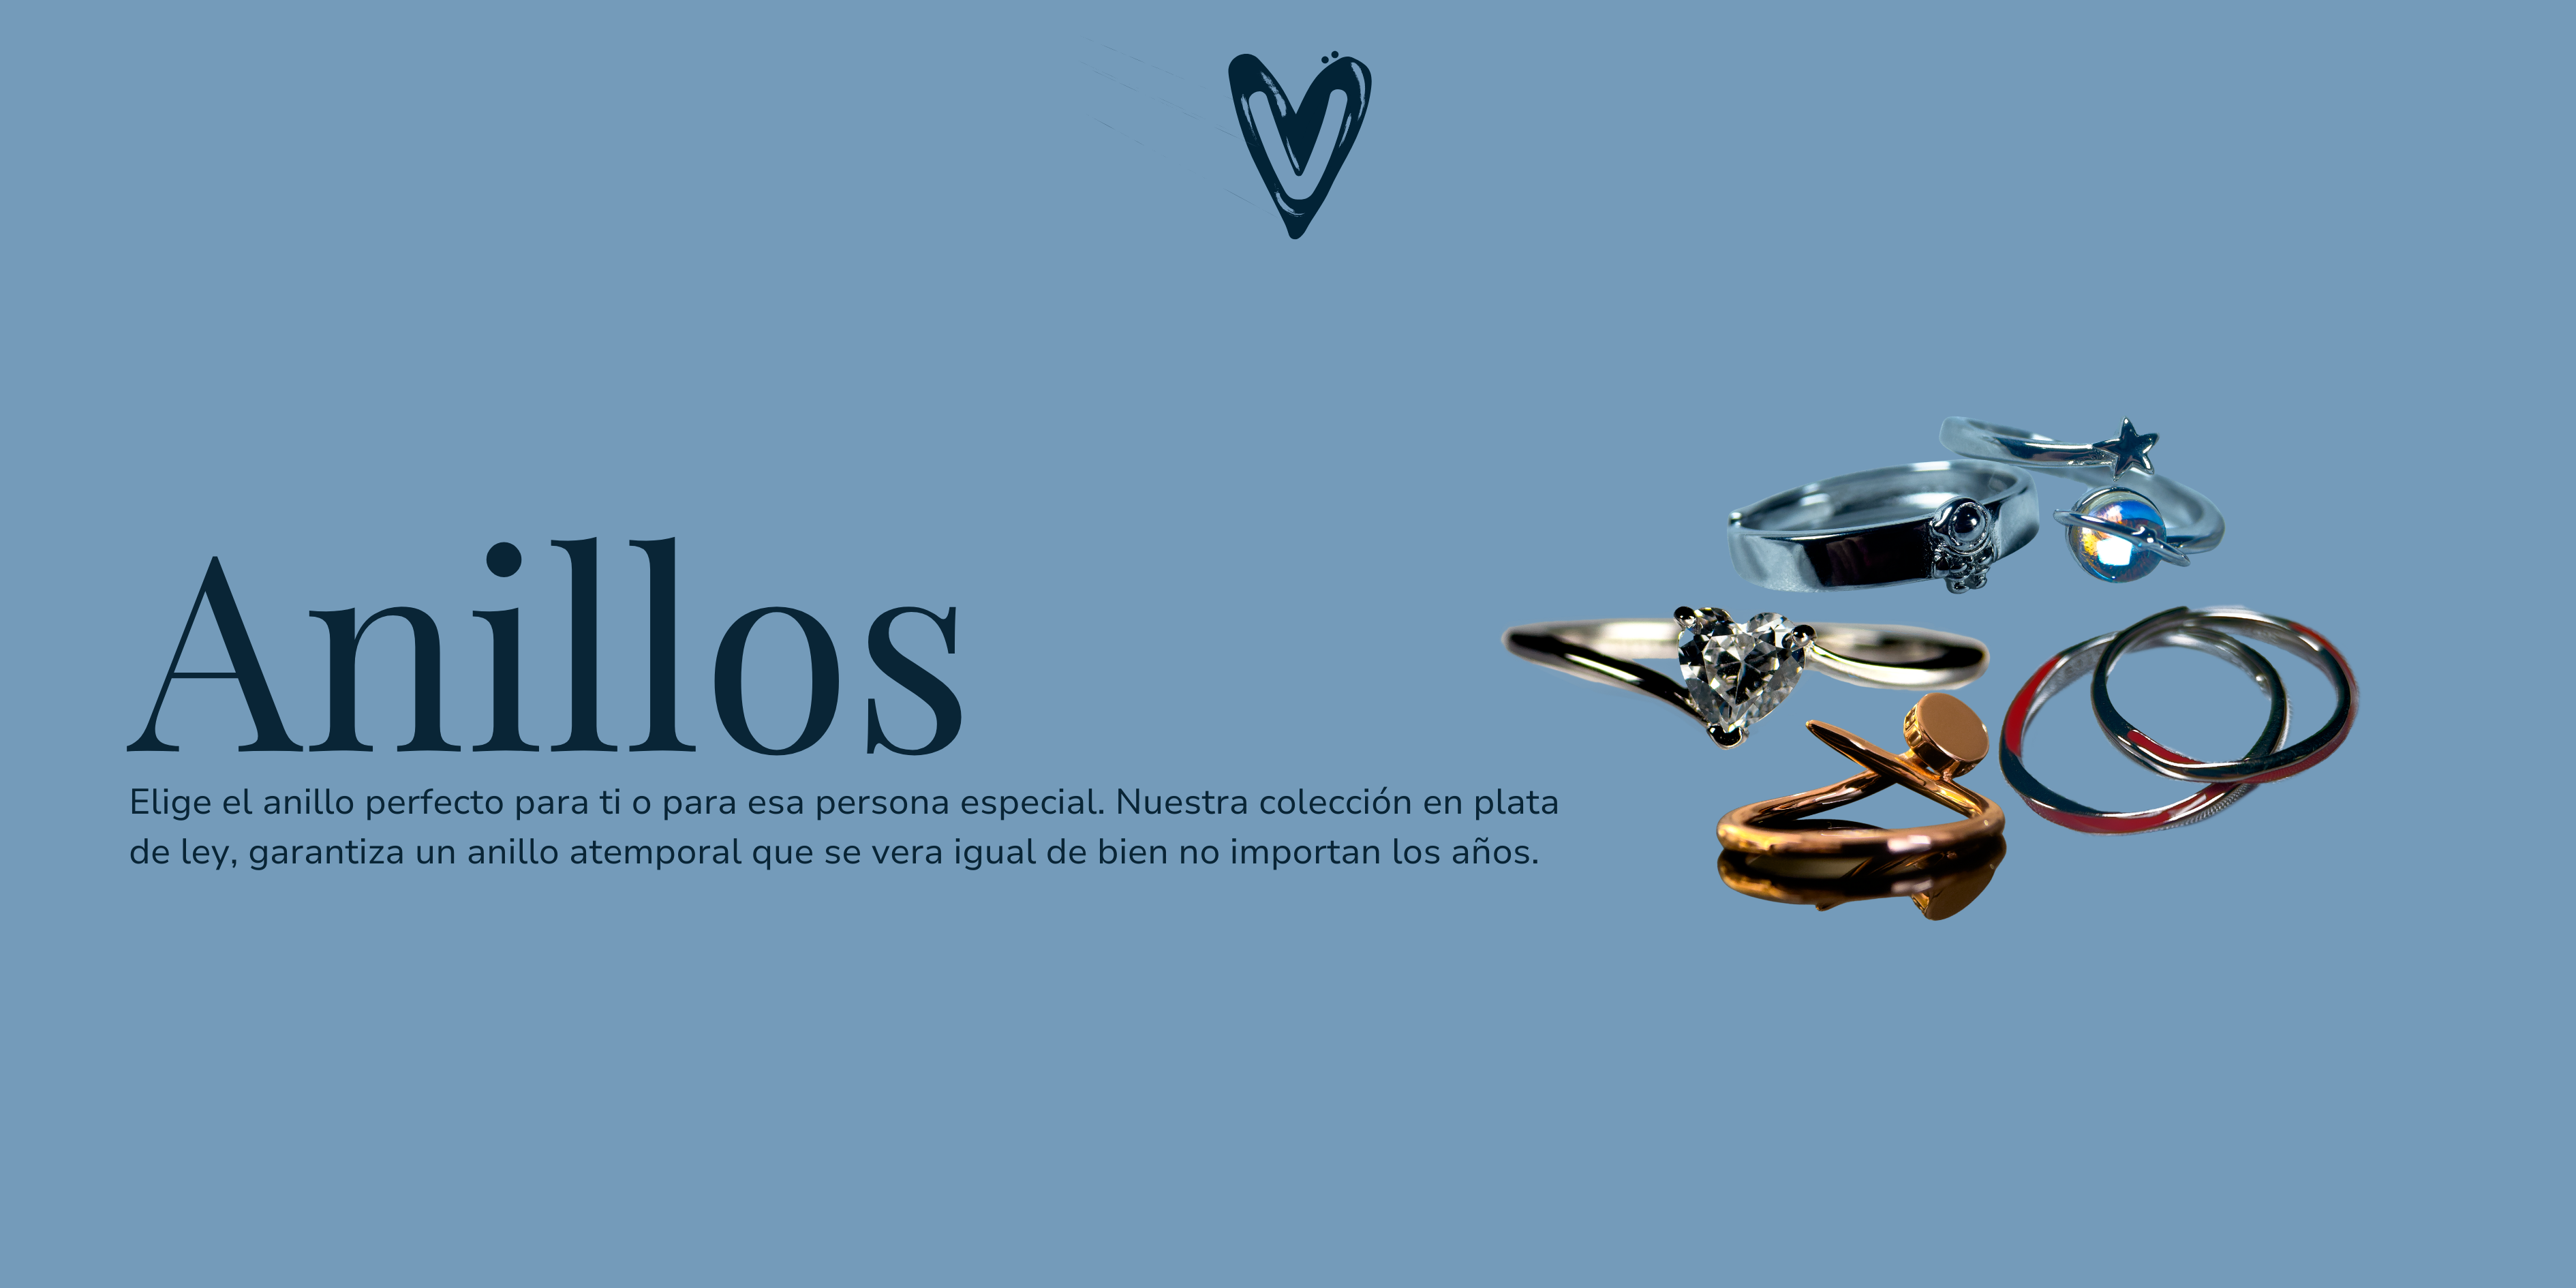 Anillos
Elige el anillo perfecto para ti o para esa persona especial. Nuestra colección en plata
de ley, garantiza un anillo atemporal que se vera igual de bien no importan los años.